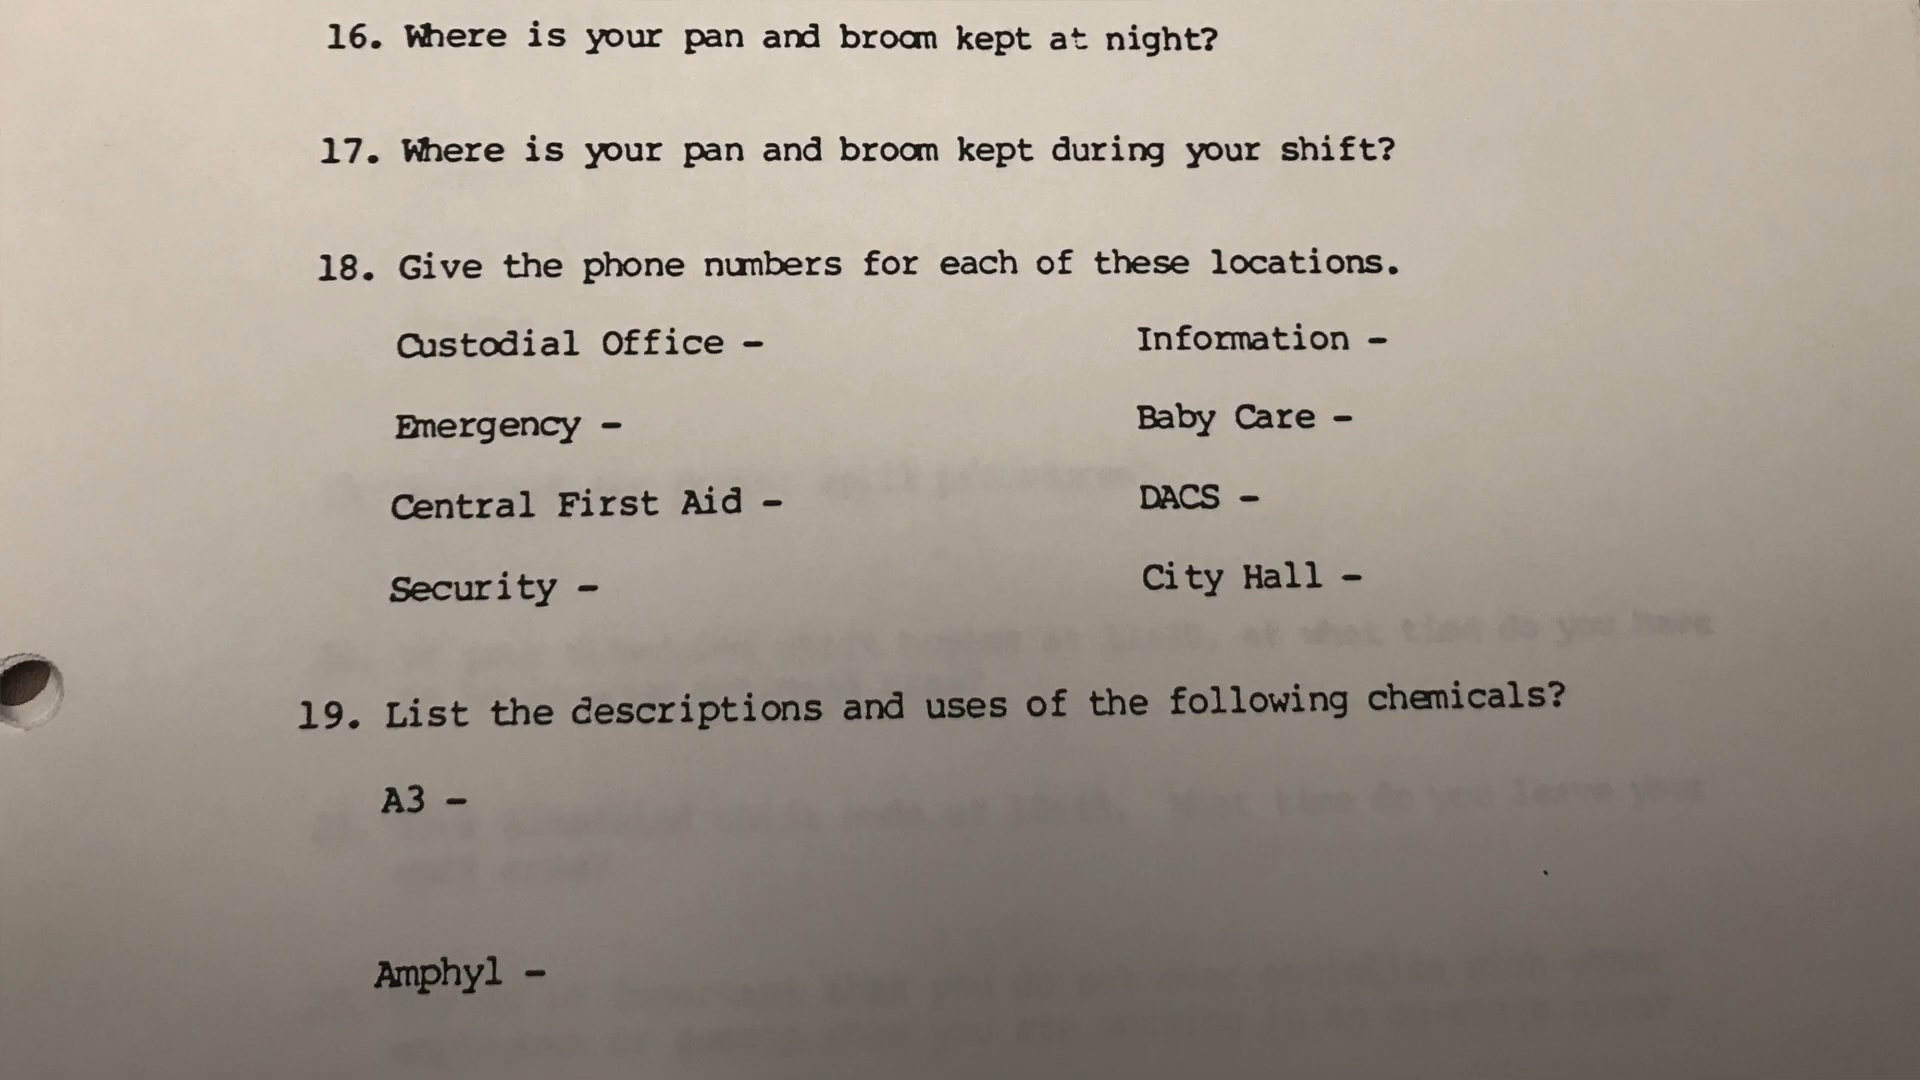 16. Where is your pan and broom kept at night?
17. Where is your pan and broom kept during your shift?
18. Give the phone numbers for each of these locations.
Custodial Office - Information -
Emergency - Baby Care -
Central First Aid - DACS -
Security - City Hall -
19. List the descriptions and uses of the following chemicals?
A3 -
Amphyl -